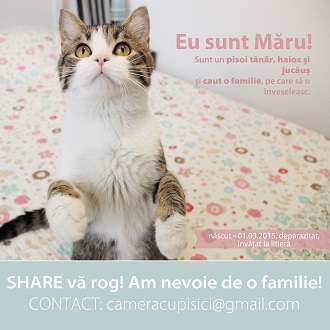 Eu sunt Măru!
Sunt un pisoi tânăr, haios și
jucăuș
și caut o familie, pe care să o
înveselesc.
născut ~01.03.2015, deparazitat,
învățat la litieră
SHARE vă rog! Am nevoie de o familie!
CONTACT: cameracupisici@gmail.com